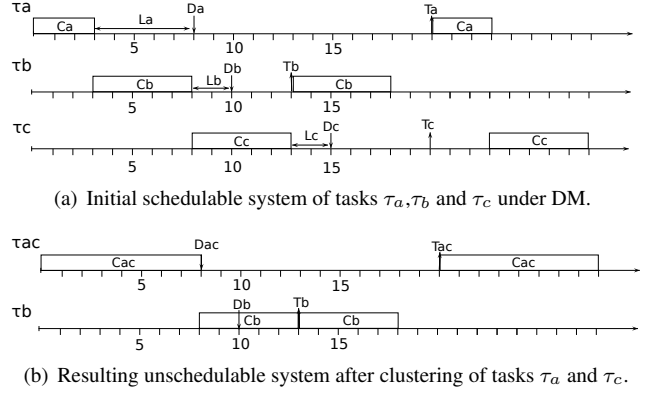 τa Ca La Da Ta Ca
5 10 15
τb Cb Lb Db Tb Cb
5 10 15
τc Cc Lc Dc Tc Cc
5 10 15
(a) Initial schedulable system of tasks τa,τb and τc under DM.
τac Cac Dac Tac Cac
5 10 15
τb Db Cb Tb Cb
5 10 15
(b) Resulting unschedulable system after clustering of tasks τa and τc.